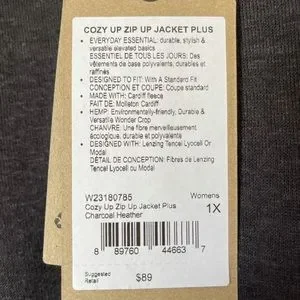 COZY UP ZIP UP JACKET PLUS
• EVERYDAY ESSENTIAL: durable, stylish &
versatile elevated basics
ESSENTIEL DE TOUS LES JOURS: Des
vêtements de base polyvalents, durables et
raffinés
• DESIGNED TO FIT: With A Standard Fit
CONCEPTION ET COUPE: Coupe standard
• MADE WITH: Cardiff fleece
FAIT DE: Molleton Cardiff
• HEMP: Environmentally-friendly, Durable &
Versatile Wonder Crop
CHANVRE: Une fibre merveilleusement
écologique, durable et polyvalente
• DESIGNED WITH: Lenzing Tencel Lyocell Or
Modal
DÉTAIL DE CONCEPTION: Fibres de Lenzing
Tencel Lyocell Ou Modal
W23180785
Womens
Cozy Up Zip Up Jacket Plus
Charcoal Heather
1X
8 89760 44663 7
Suggested
Retail
$89